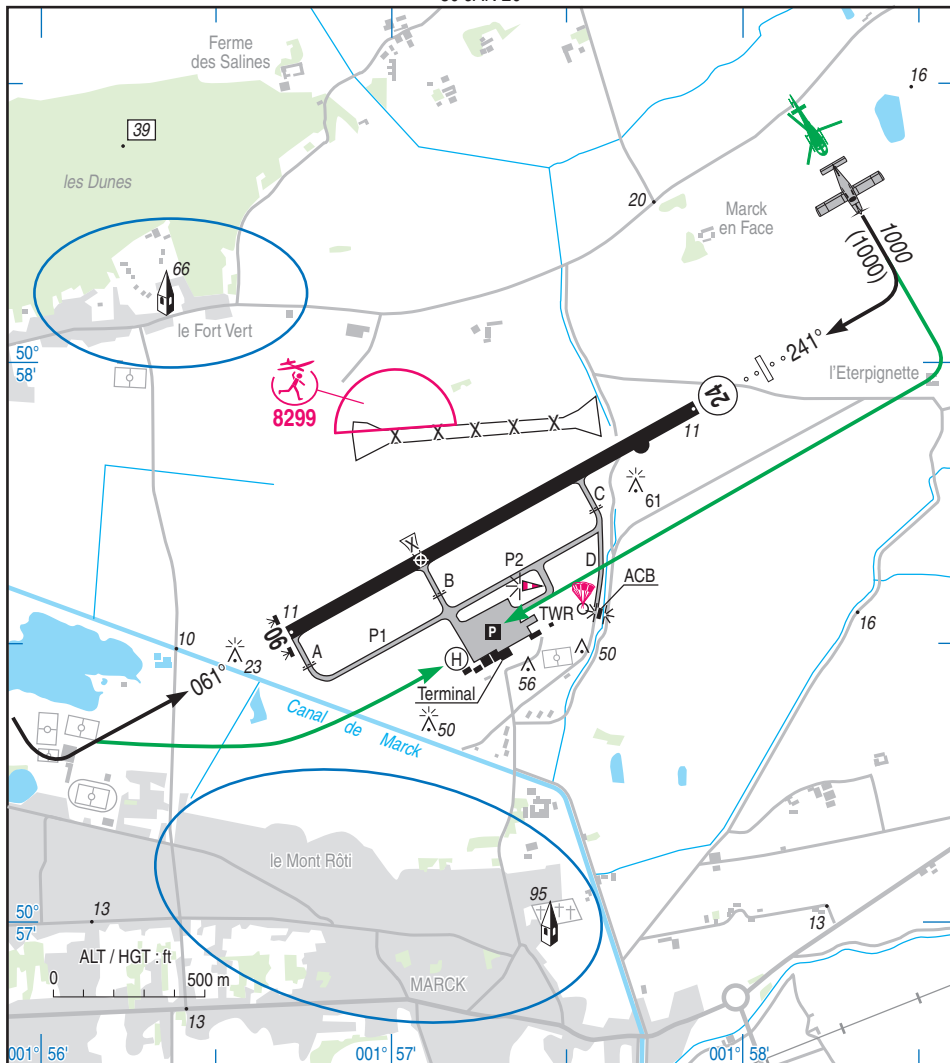 Ferme
des Salines
16
39
les Dunes
20
Marck
en Face
1000
(1000)
66
le Fort Vert
241°
50°
58'
l'Eterpignette
8299
24
X X X X X
11
61
C
X
P2
D
B
ACB
TWR
11
06
P1
P
A
10
23
H
50
16
061°
56
Terminal
Canal de Marck
50
le Mont Rôti
95
13
50°
57'
13
ALT / HGT : ft
0 500 m
MARCK
13
001° 56' 001° 57' 001° 58'